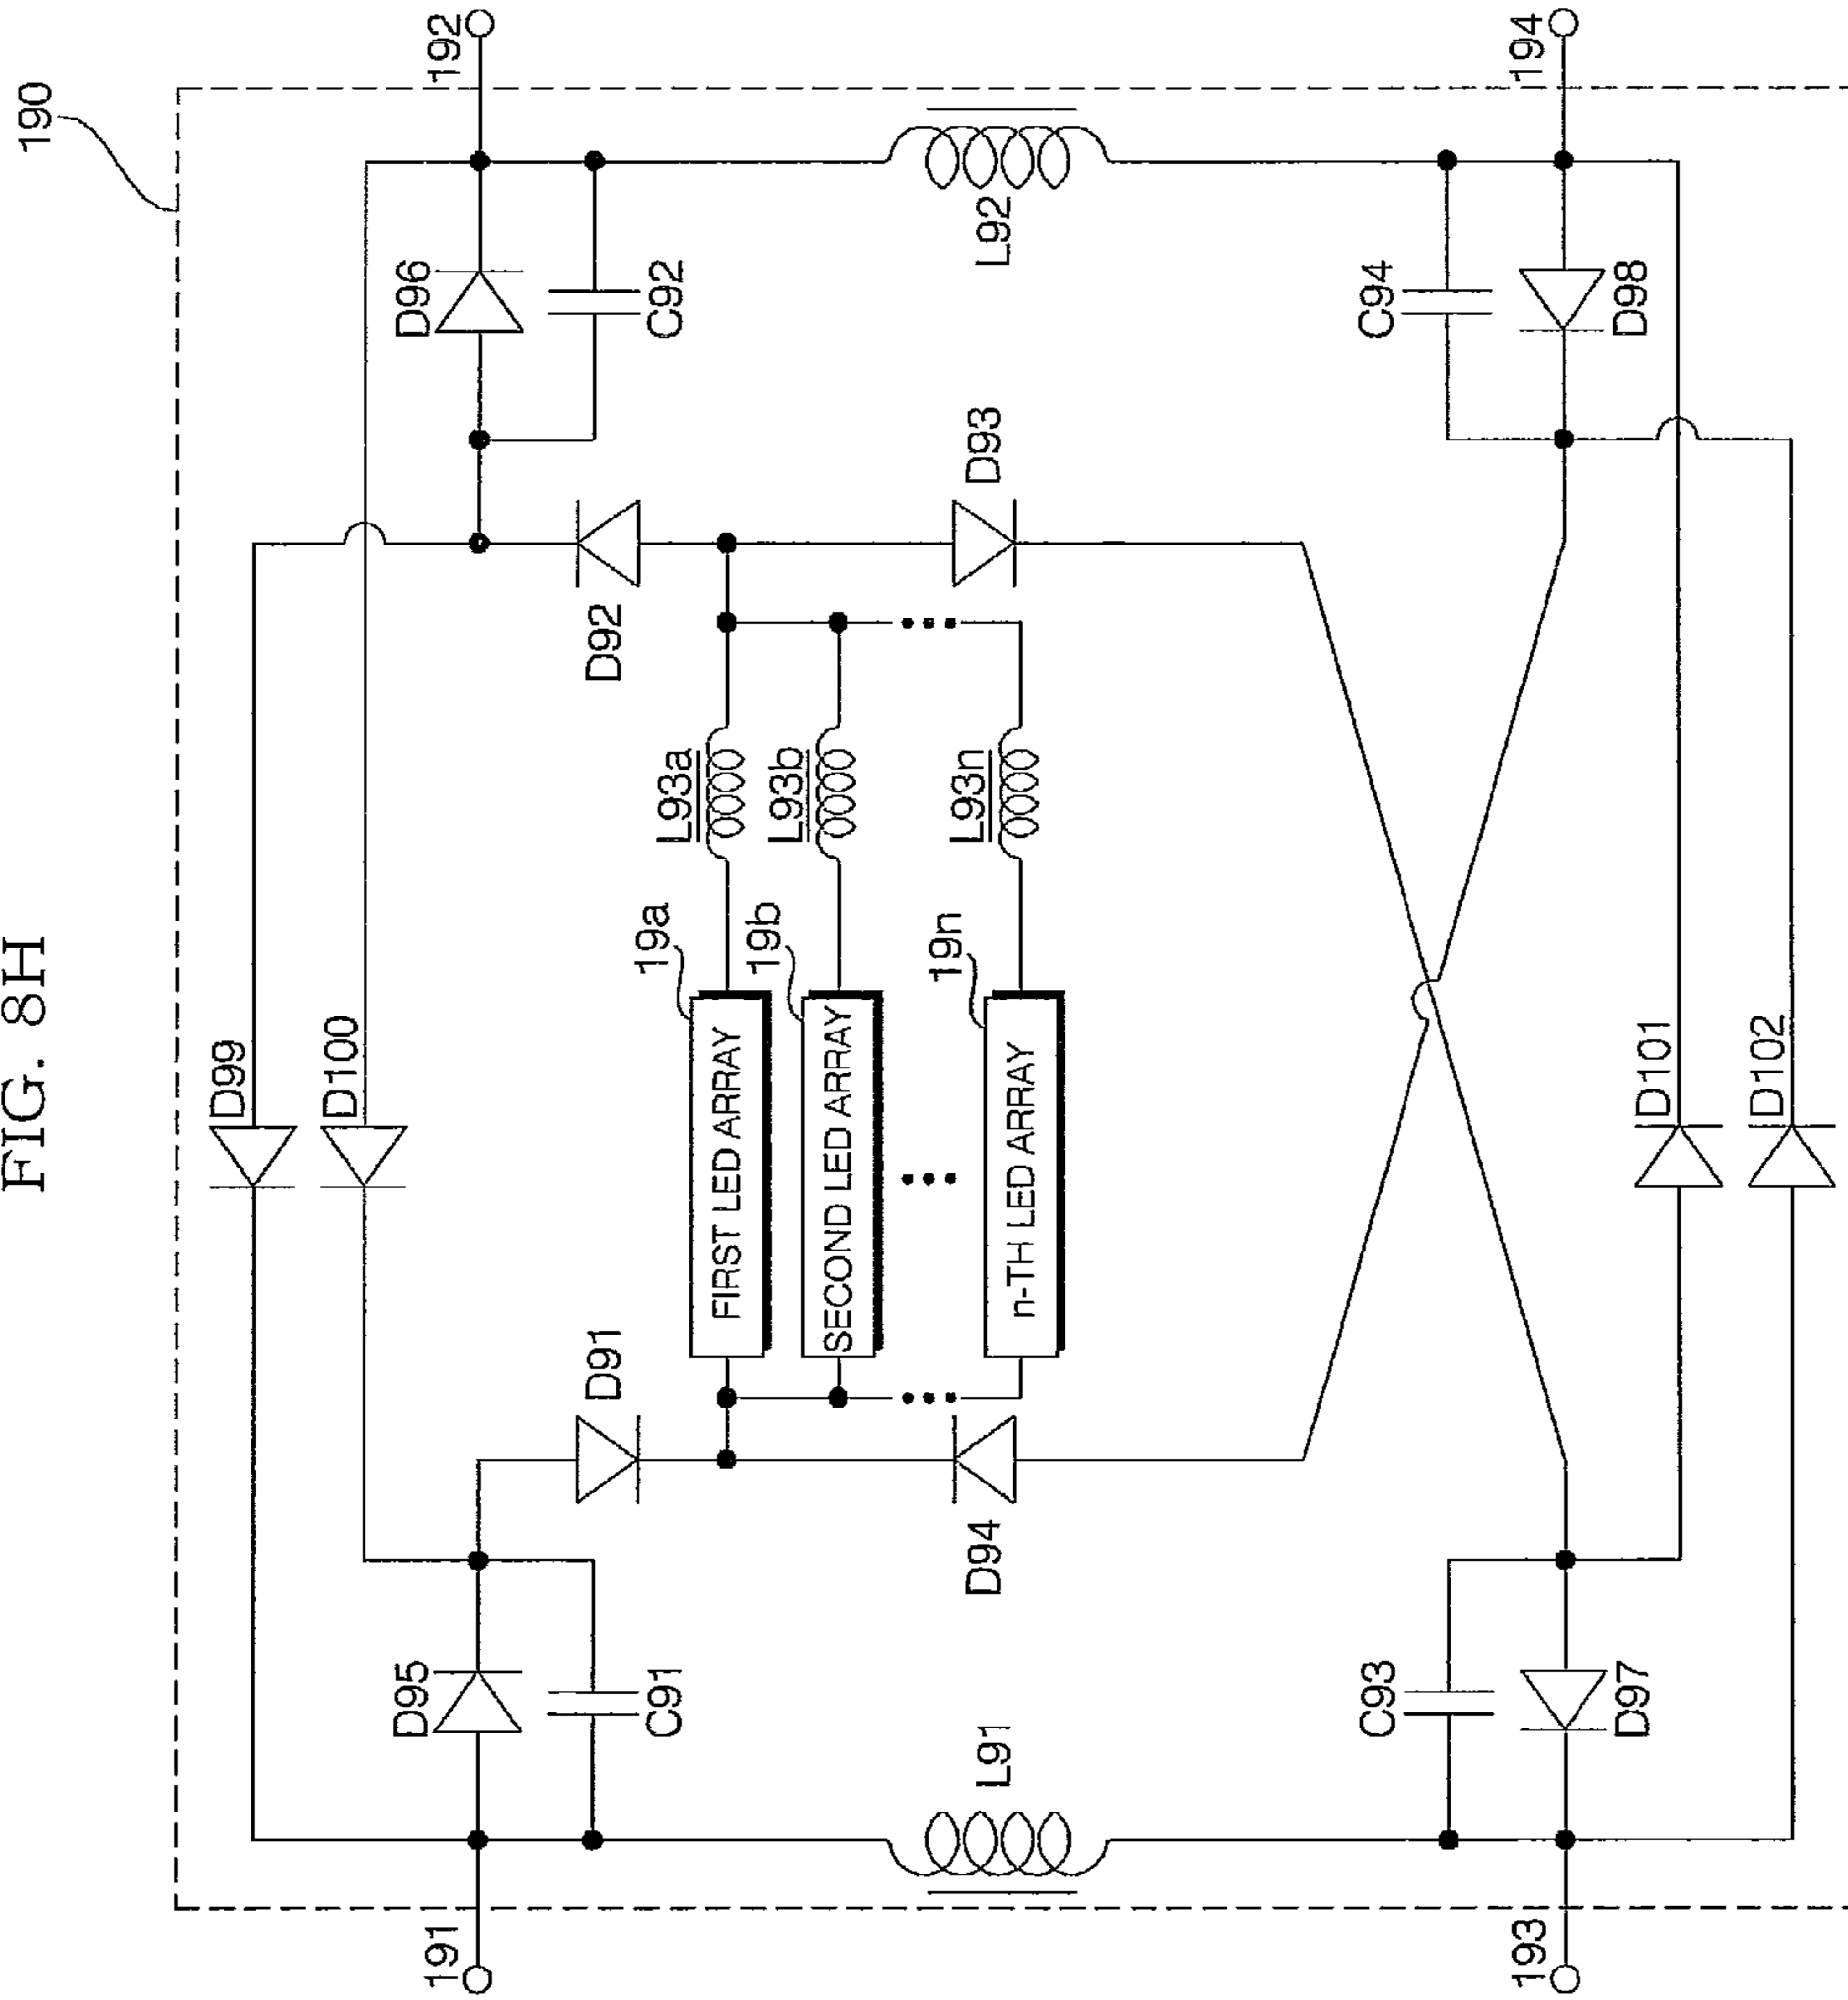 FIG. 8H
190
191
192
193
194
D99
D100
D95
C91
D91
D96
C92
D92
FIRST LED ARRAY
19a
L93a
SECOND LED ARRAY
19b
L93b
n-TH LED ARRAY
19n
L93n
L91
L92
D94
D93
C93
D97
C94
D98
D101
D102